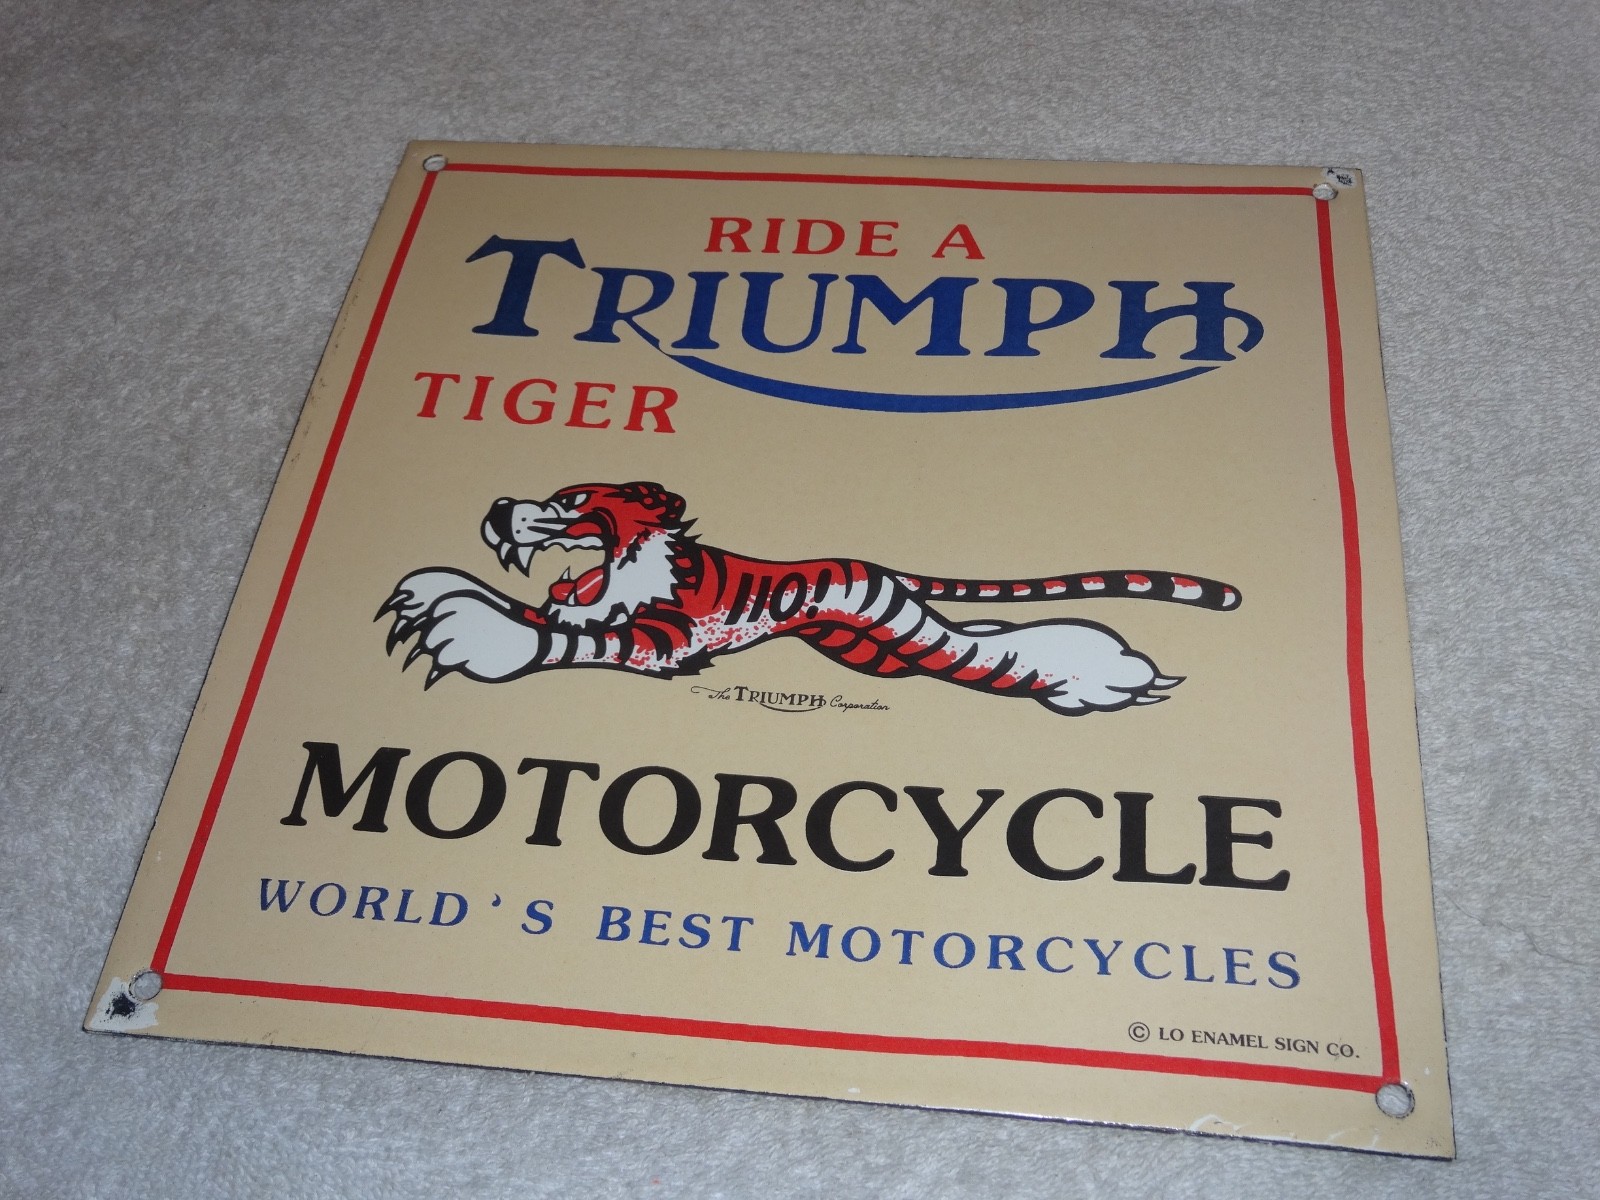 RIDE A
TRIUMPH
TIGER
110!
The TRIUMPH Corporation
MOTORCYCLE
WORLD'S BEST MOTORCYCLES
© LO ENAMEL SIGN CO.